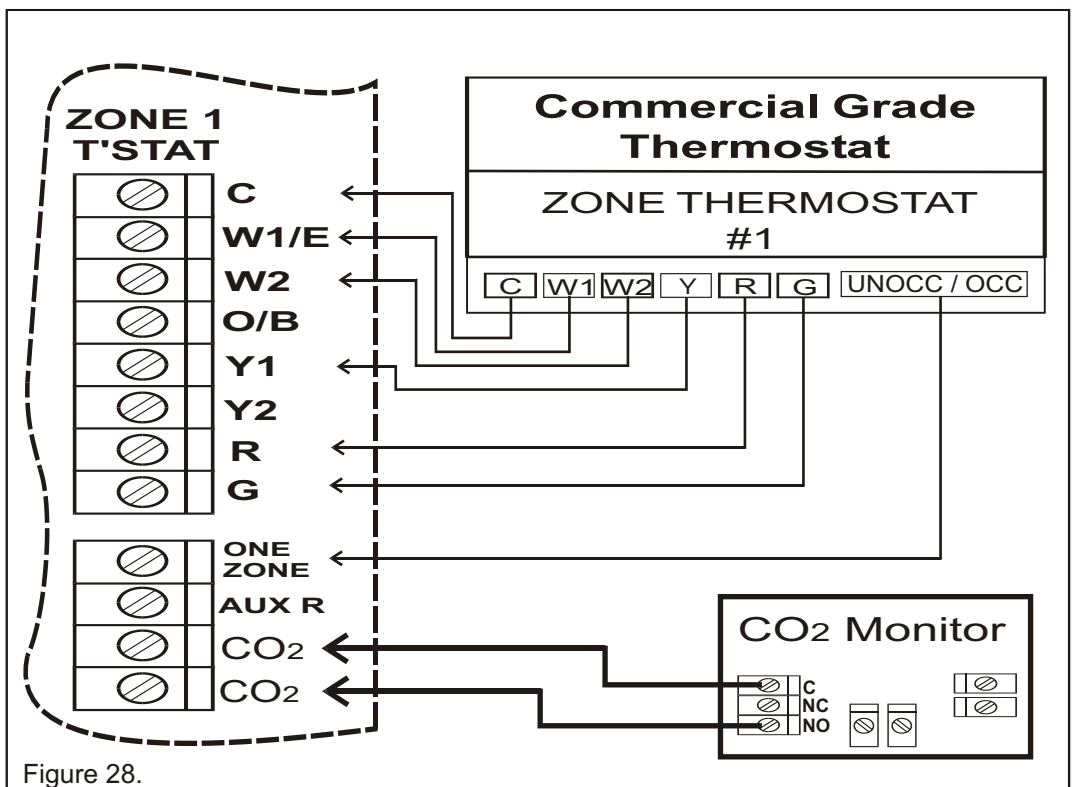 ZONE 1
T'STAT
C
W1/E
W2
O/B
Y1
Y2
R
G
ONE
ZONE
AUX R
CO2
CO2
Commercial Grade
Thermostat
ZONE THERMOSTAT
#1
C W1 W2 Y R G UNOCC / OCC
CO2 Monitor
C
NC
NO
Figure 28.